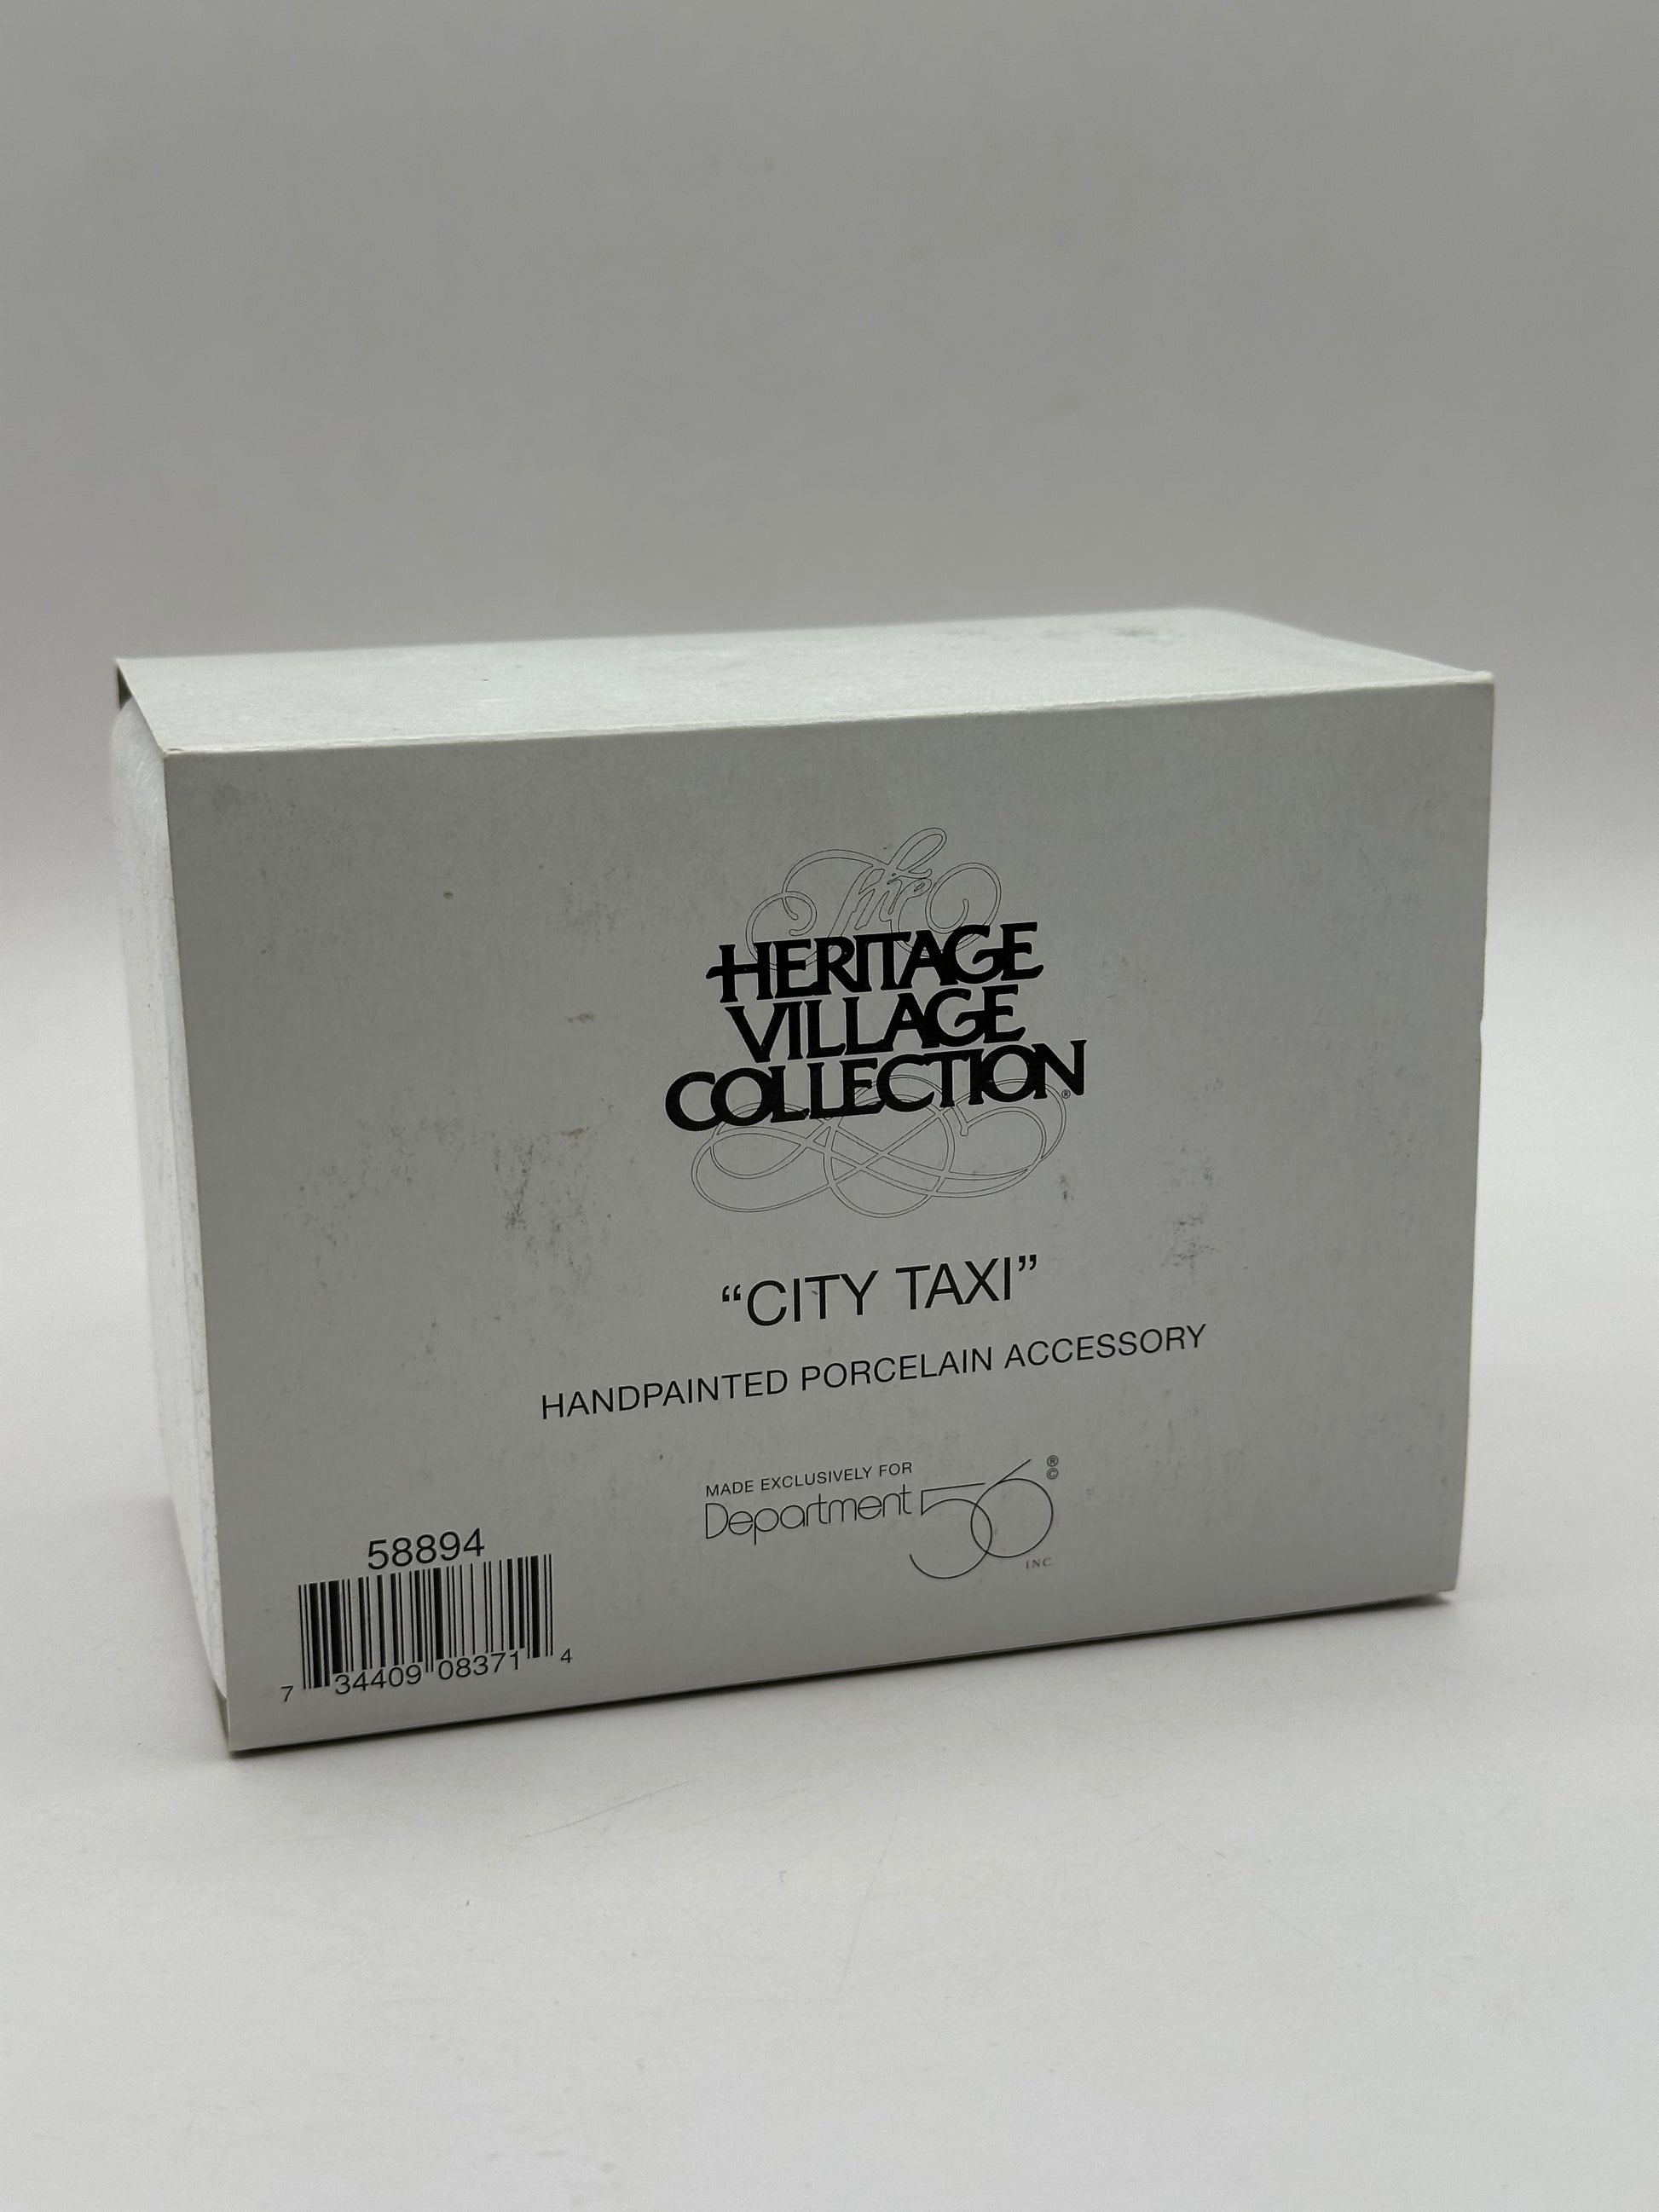 The
HERITAGE
VILLAGE
COLLECTION®
“CITY TAXI”
HANDPAINTED PORCELAIN ACCESSORY
MADE EXCLUSIVELY FOR
Department 56 ® ©
INC.
58894
7 34409 08371 4